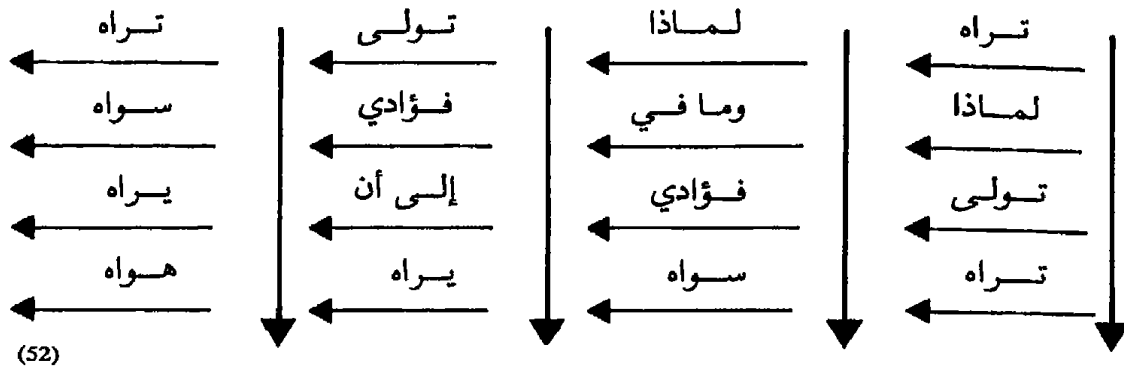 تراه لماذا تولى تراه
لماذا وما في فؤادي سواه
تولى فؤادي إلى أن يراه
تراه سواه يراه هواه
(52)